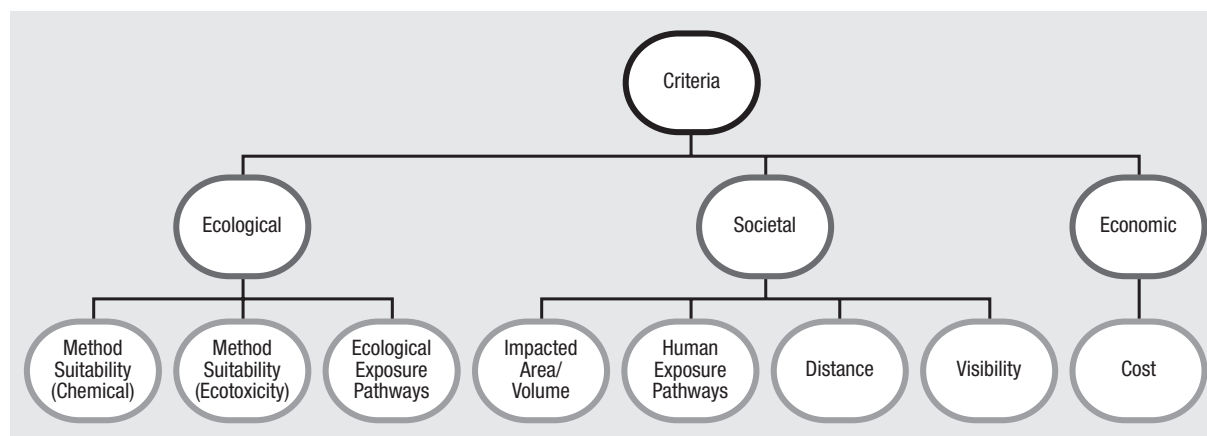 Criteria
Ecological
Societal
Economic
Method
Suitability
(Chemical)
Method
Suitability
(Ecotoxicity)
Ecological
Exposure
Pathways
Impacted
Area/
Volume
Human
Exposure
Pathways
Distance
Visibility
Cost